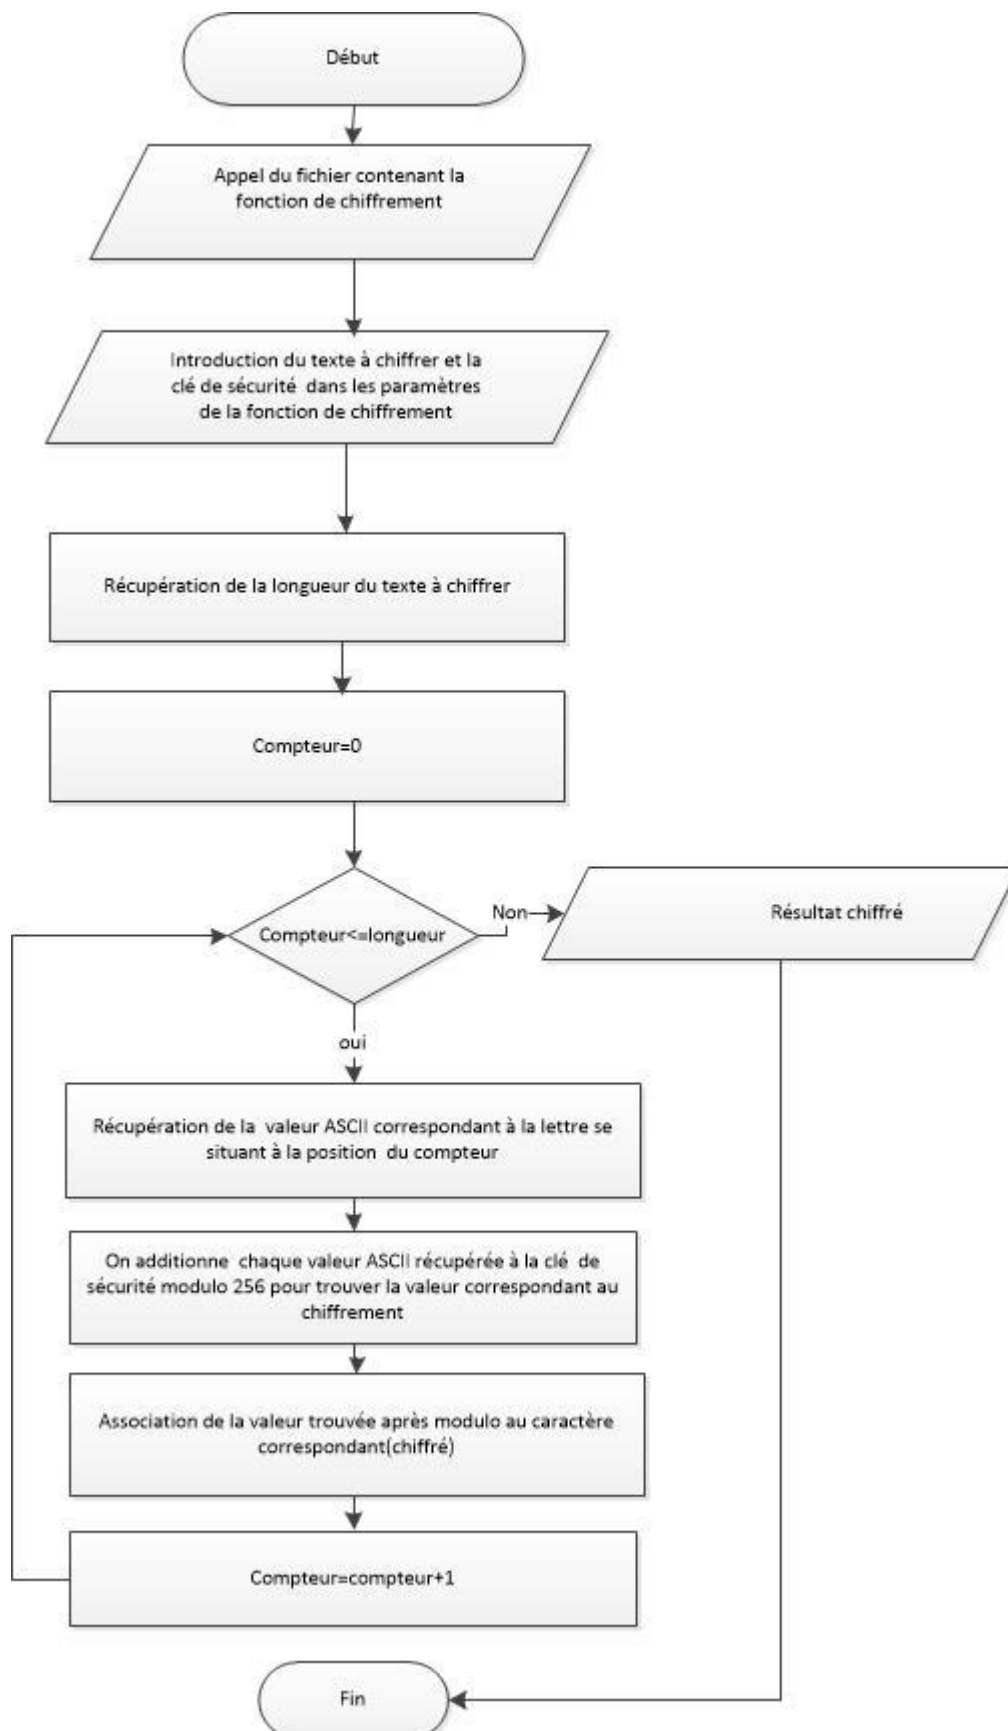 Début
Appel du fichier contenant la
fonction de chiffrement
Introduction du texte à chiffrer et la
clé de sécurité dans les paramètres
de la fonction de chiffrement
Récupération de la longueur du texte à chiffrer
Compteur=0
Compteur<=longueur
Non
Résultat chiffré
oui
Récupération de la valeur ASCII correspondant à la lettre se
situant à la position du compteur
On additionne chaque valeur ASCII récupérée à la clé de
sécurité modulo 256 pour trouver la valeur correspondant au
chiffrement
Association de la valeur trouvée après modulo au caractère
correspondant(chiffré)
Compteur=compteur+1
Fin